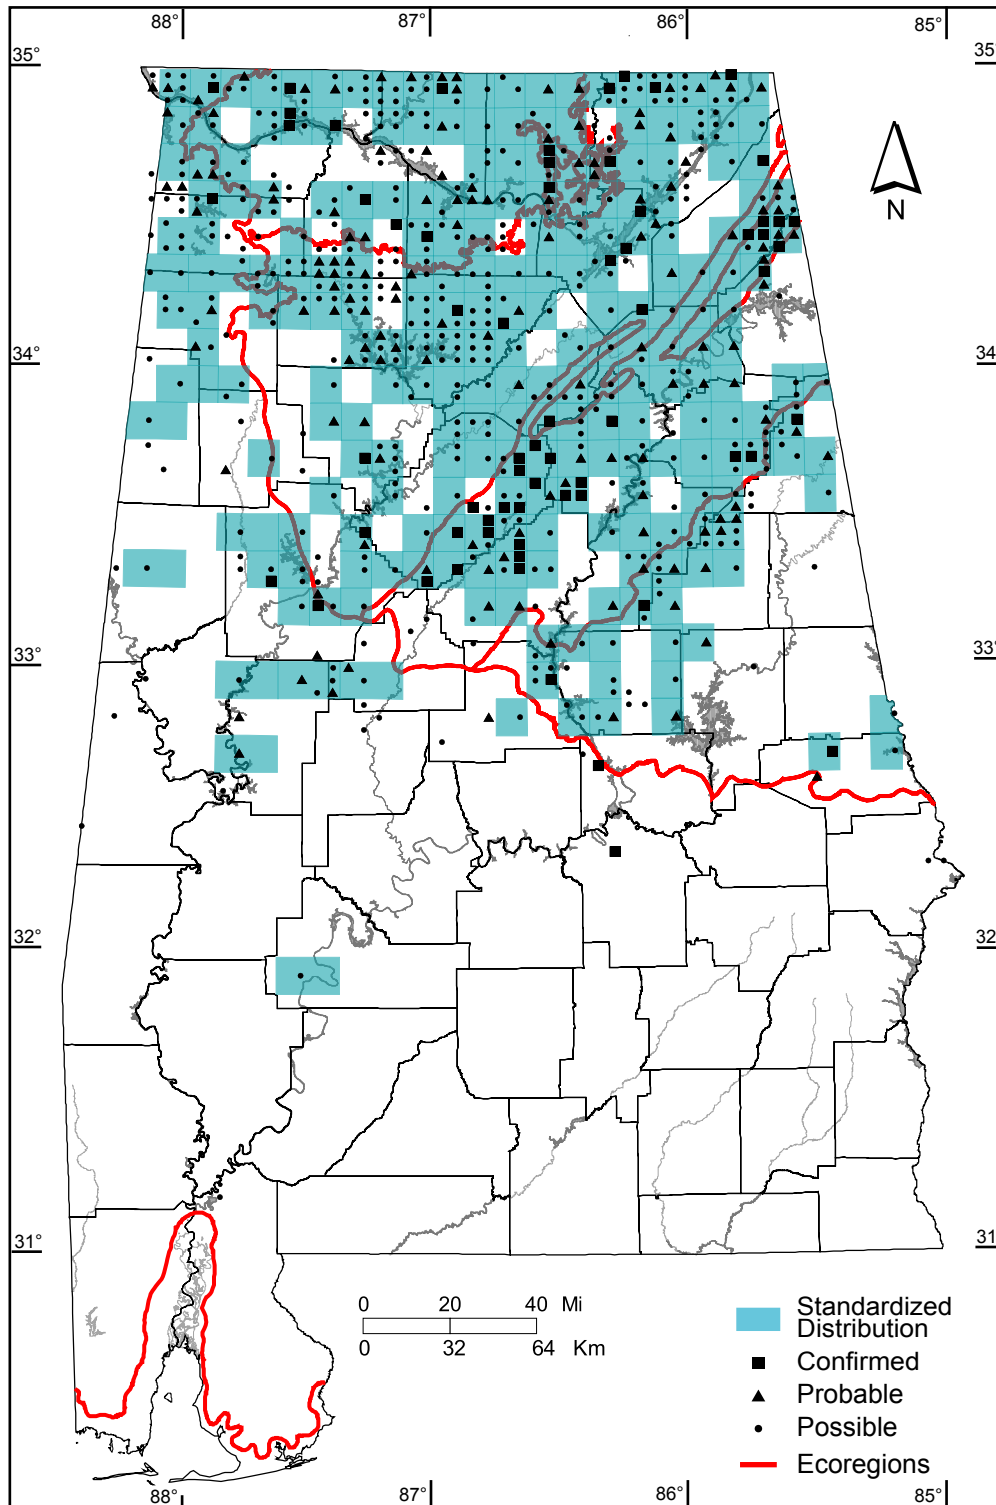 88° 87° 86° 85°
35° 35°
N
34° 34
33° 33°
32° 32
31° 31
0 20 40 Mi
0 32 64 Km
Standardized
Distribution
Confirmed
Probable
Possible
Ecoregions
88° 87° 86° 85°